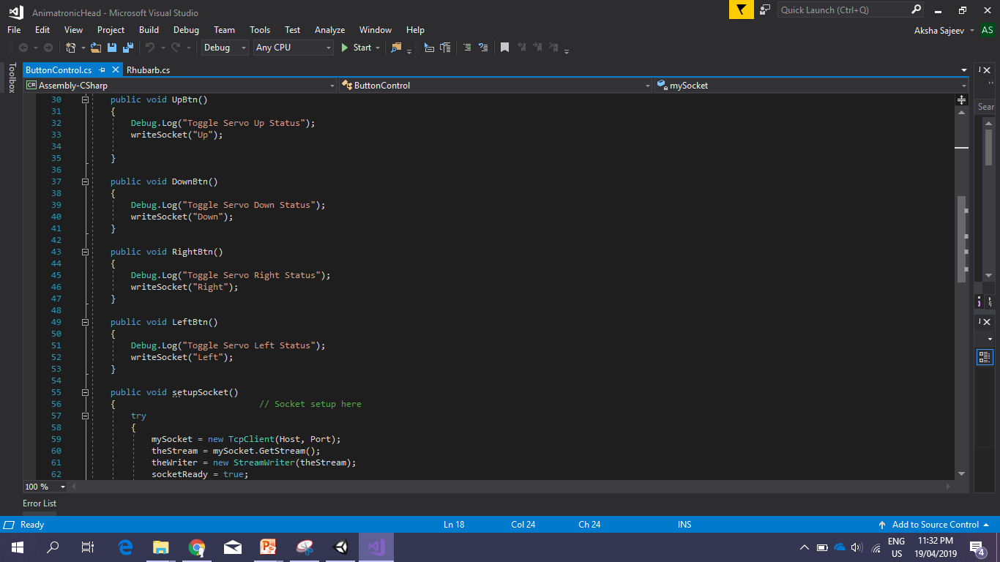 AnimatronicHead - Microsoft Visual Studio
Quick Launch (Ctrl+Q)
File Edit View Project Build Debug Team Tools Test Analyze Window Help
Aksha Sajeev AS
Debug Any CPU Start
Toolbox
ButtonControl.cs Rhubarb.cs
C# Assembly-CSharp ButtonControl mySocket
Sear
30 public void UpBtn()
31 {
32 Debug.Log("Toggle Servo Up Status");
33 writeSocket("Up");
34
35 }
36
37 public void DownBtn()
38 {
39 Debug.Log("Toggle Servo Down Status");
40 writeSocket("Down");
41 }
42
43 public void RightBtn()
44 {
45 Debug.Log("Toggle Servo Right Status");
46 writeSocket("Right");
47 }
48
49 public void LeftBtn()
50 {
51 Debug.Log("Toggle Servo Left Status");
52 writeSocket("Left");
53 }
54
55 public void setupSocket()
56 { // Socket setup here
57 try
58 {
59 mySocket = new TcpClient(Host, Port);
60 theStream = mySocket.GetStream();
61 theWriter = new StreamWriter(theStream);
62 socketReady = true;
100 %
Error List
Ready Ln 18 Col 24 Ch 24 INS Add to Source Control
ENG 11:32 PM
US 19/04/2019 4